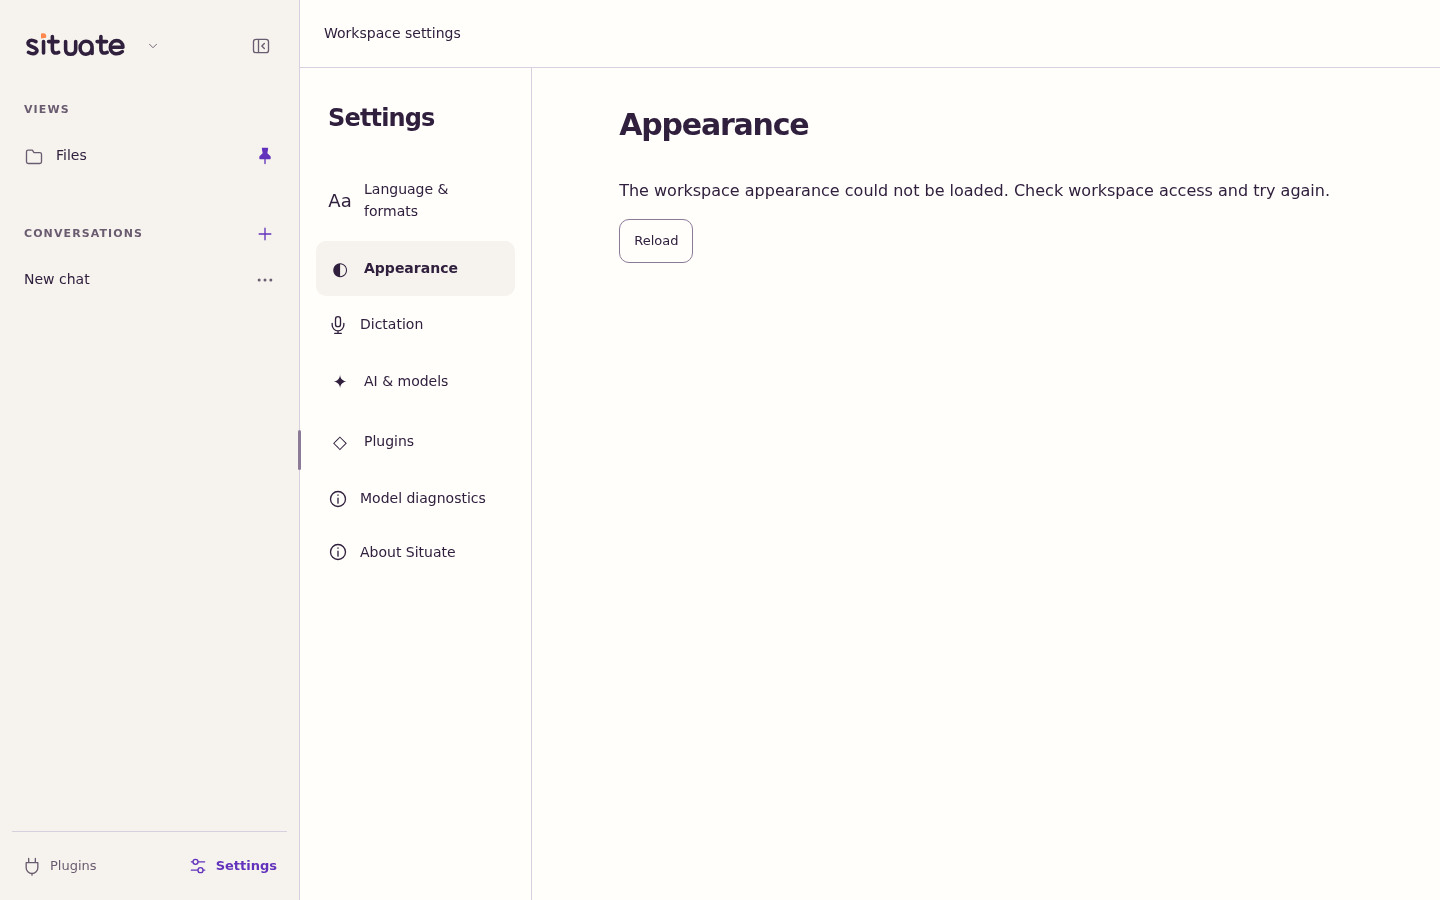 situate
VIEWS
Files
CONVERSATIONS
New chat
Plugins
Settings
Workspace settings
Settings
Aa Language &
formats
Appearance
Dictation
AI & models
Plugins
Model diagnostics
About Situate
Appearance
The workspace appearance could not be loaded. Check workspace access and try again.
Reload